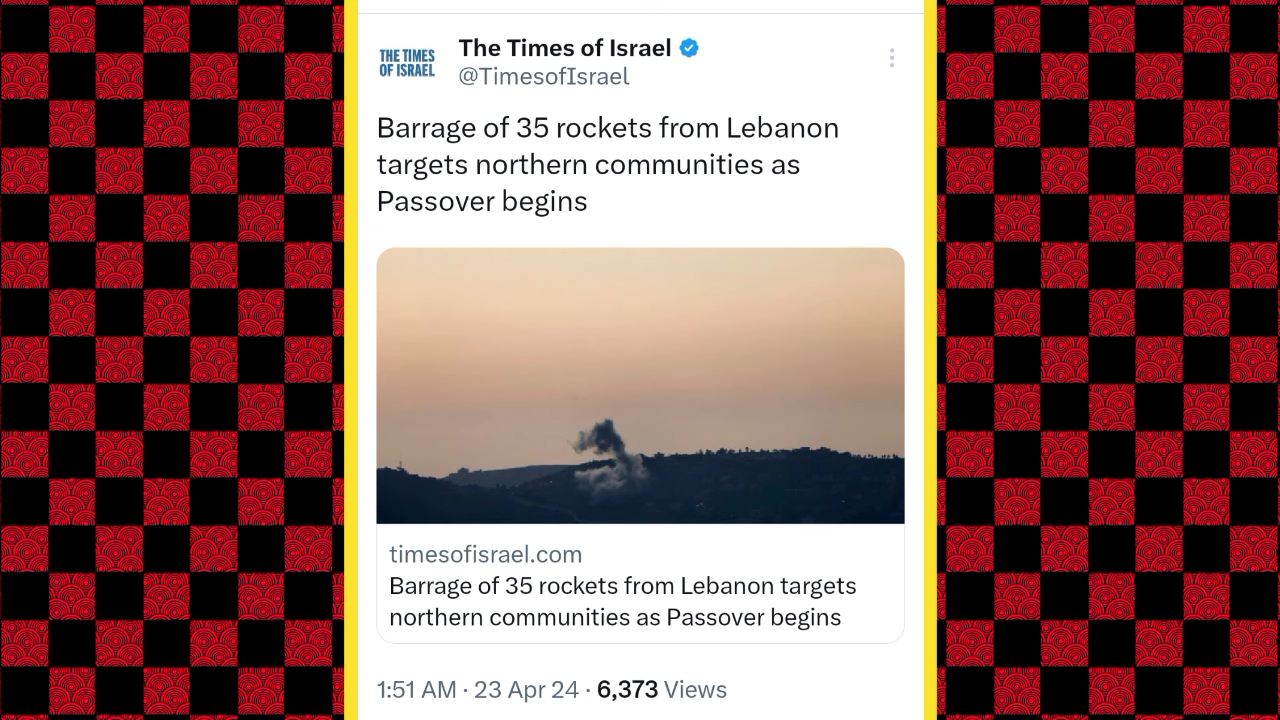 THE TIMES
OF ISRAEL
The Times of Israel
@TimesofIsrael
Barrage of 35 rockets from Lebanon
targets northern communities as
Passover begins
timesofisrael.com
Barrage of 35 rockets from Lebanon targets
northern communities as Passover begins
1:51 AM · 23 Apr 24 · 6,373 Views